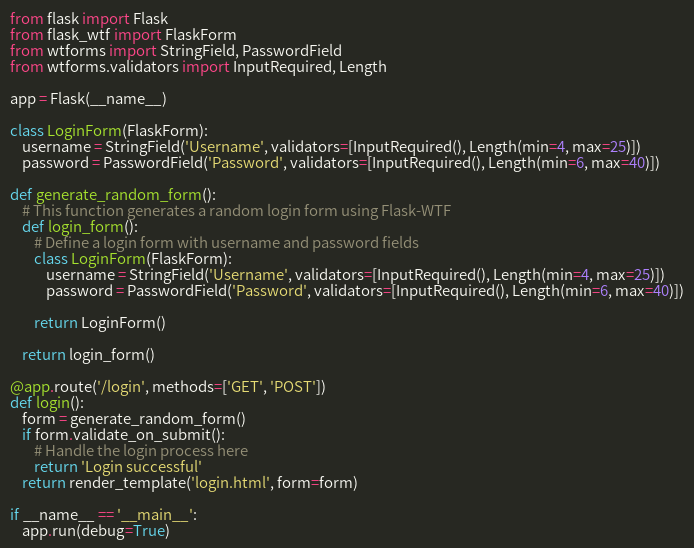 from flask import Flask
from flask_wtf import FlaskForm
from wtforms import StringField, PasswordField
from wtforms.validators import InputRequired, Length

app = Flask(__name__)

class LoginForm(FlaskForm):
    username = StringField('Username', validators=[InputRequired(), Length(min=4, max=25)])
    password = PasswordField('Password', validators=[InputRequired(), Length(min=6, max=40)])

def generate_random_form():
    # This function generates a random login form using Flask-WTF
    def login_form():
        # Define a login form with username and password fields
        class LoginForm(FlaskForm):
            username = StringField('Username', validators=[InputRequired(), Length(min=4, max=25)])
            password = PasswordField('Password', validators=[InputRequired(), Length(min=6, max=40)])

        return LoginForm()

    return login_form()

@app.route('/login', methods=['GET', 'POST'])
def login():
    form = generate_random_form()
    if form.validate_on_submit():
        # Handle the login process here
        return 'Login successful'
    return render_template('login.html', form=form)

if __name__ == '__main__':
    app.run(debug=True)